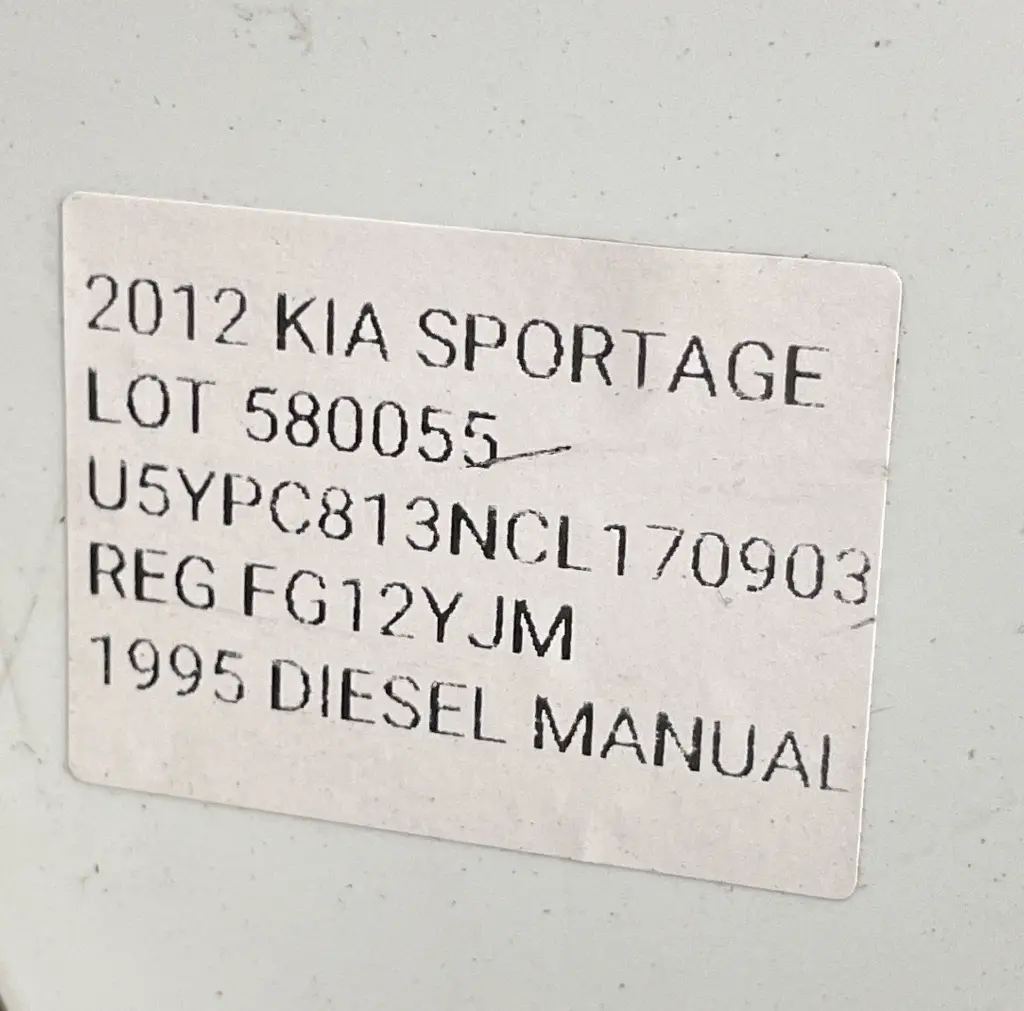 2012 KIA SPORTAGE
LOT 580055
U5YPC813NCL170903
REG FG12YJM
1995 DIESEL MANUAL